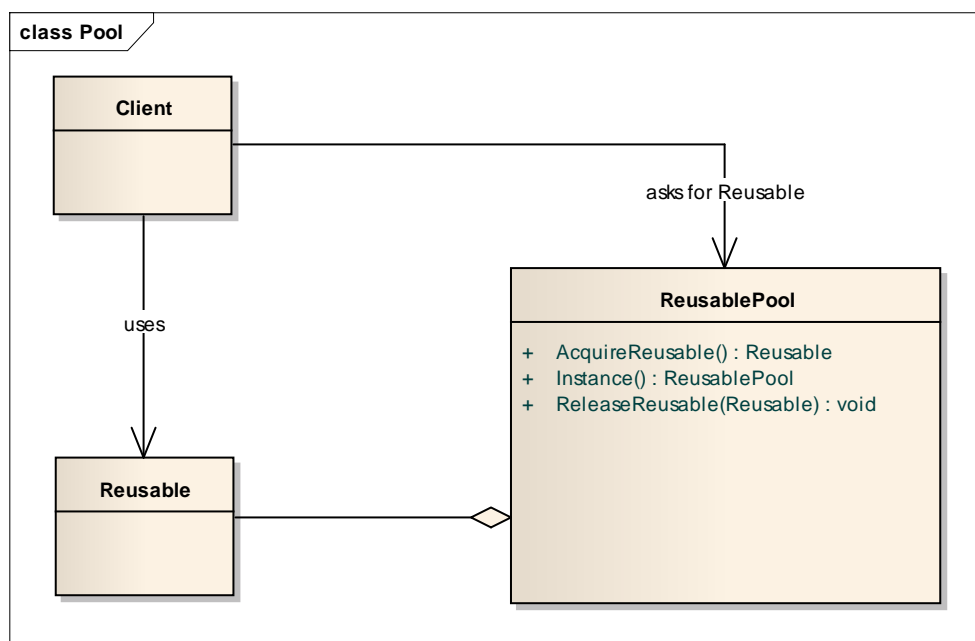 class Pool
Client
asks for Reusable
ReusablePool
+ AcquireReusable() : Reusable
+ Instance() : ReusablePool
+ ReleaseReusable(Reusable) : void
uses
Reusable